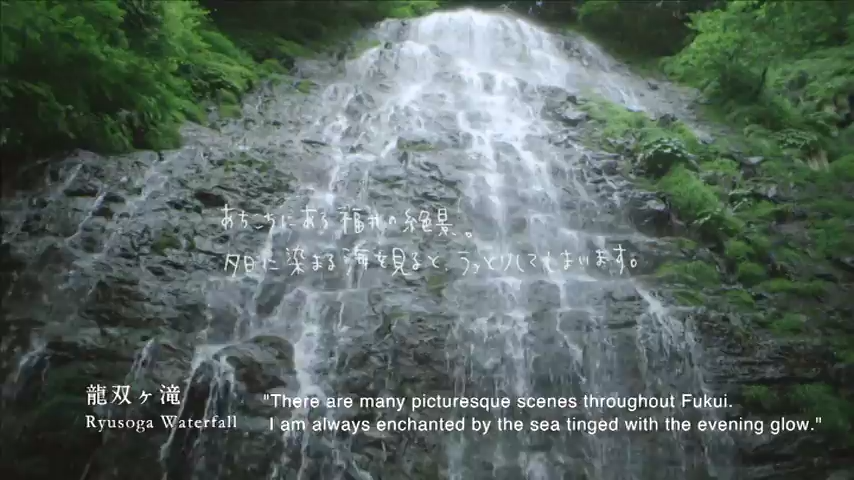 あちこちにある福井の絶景。
夕日に染まる海を見ると、うっとりしてしまいます。
龍双ヶ滝
Ryusoga Waterfall
"There are many picturesque scenes throughout Fukui.
I am always enchanted by the sea tinged with the evening glow."